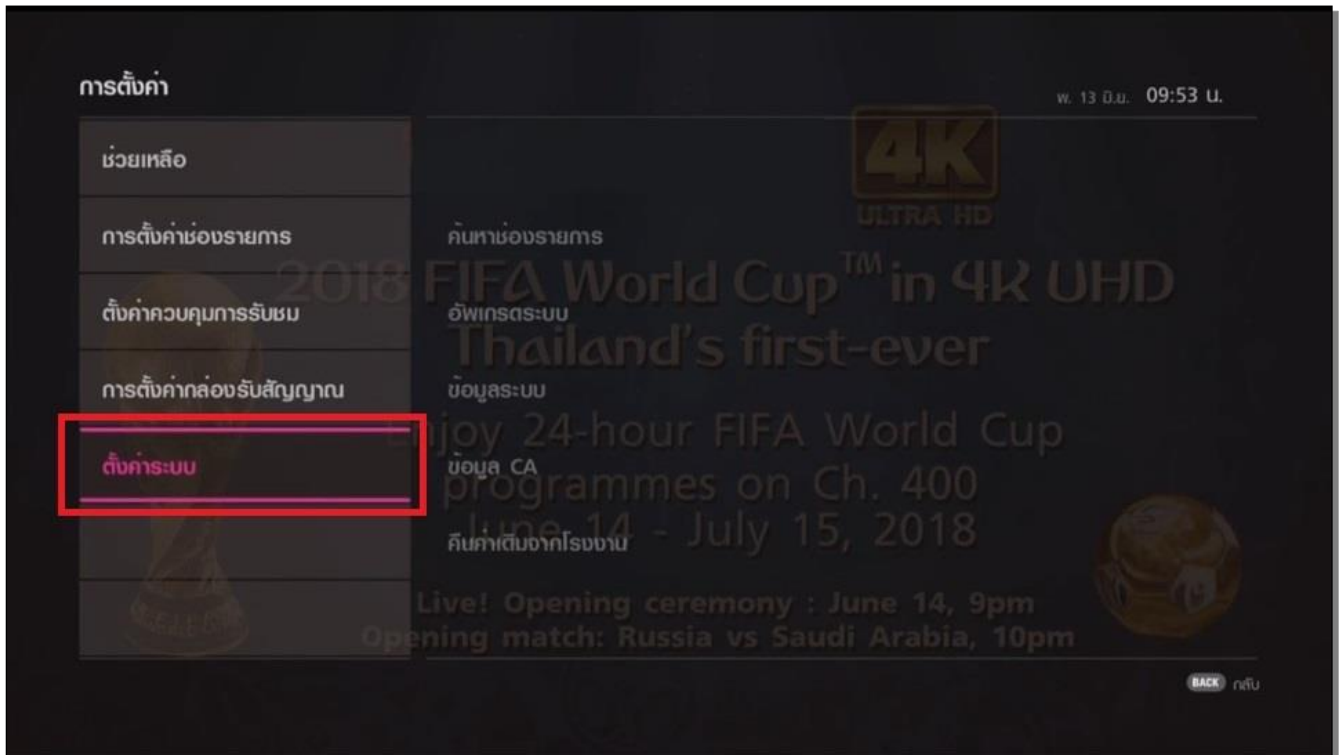 การตั้งค่า
พ. 13 มิ.ย. 09:53 น.
ช่วยเหลือ
4K
ULTRA HD
การตั้งค่าช่องรายการ
ค้นหาช่องรายการ
2018 FIFA World Cup™ in 4K UHD
ตั้งค่าควบคุมการรับชม
อัพเกรดระบบ
Thailand's first-ever
การตั้งค่ากล่องรับสัญญาณ
ข้อมูลระบบ
Enjoy 24-hour FIFA World Cup
ตั้งค่าระบบ
ข้อมูล CA
programmes on Ch. 400
June 14 - July 15, 2018
คืนค่าเดิมจากโรงงาน
Live! Opening ceremony : June 14, 9pm
Opening match: Russia vs Saudi Arabia, 10pm
BACK กลับ